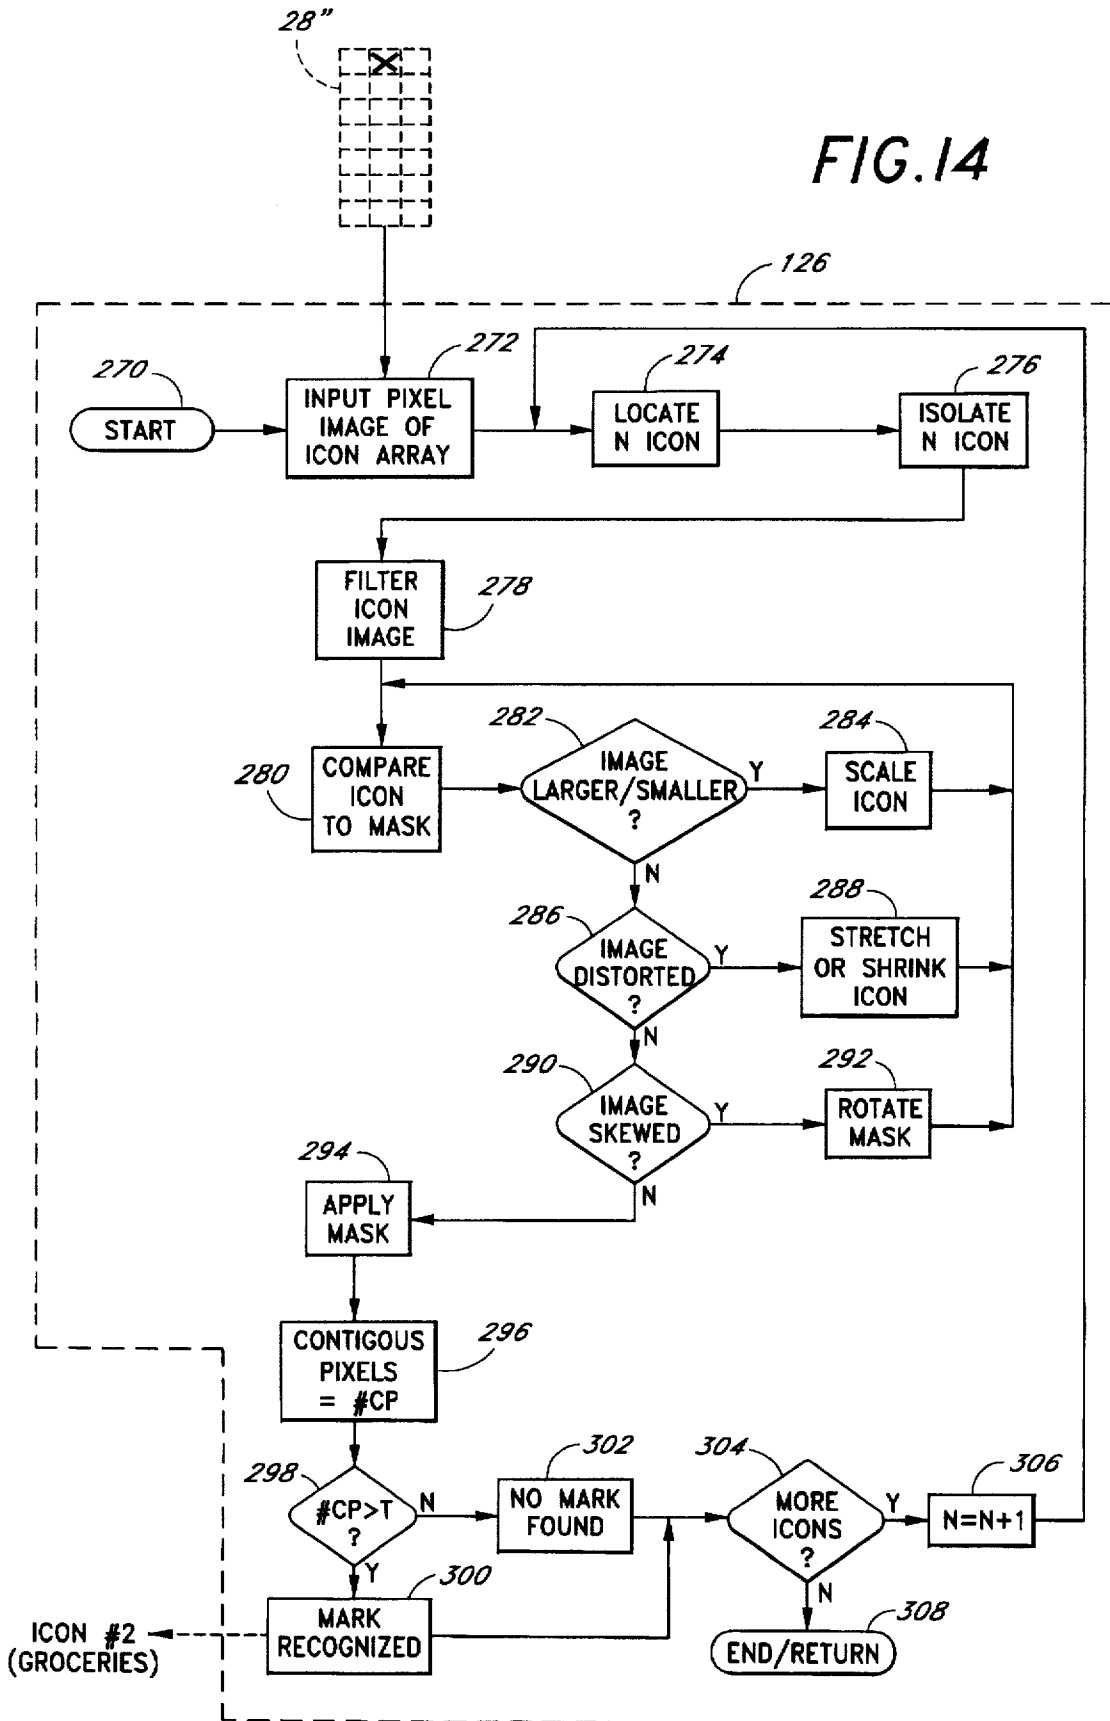 28”
FIG.14
126
270
START
272
INPUT PIXEL
IMAGE OF
ICON ARRAY
274
LOCATE
N ICON
276
ISOLATE
N ICON
FILTER
ICON
IMAGE
278
280
COMPARE
ICON
TO MASK
282
IMAGE
LARGER/SMALLER
?
Y
N
284
SCALE
ICON
286
IMAGE
DISTORTED
?
Y
N
288
STRETCH
OR SHRINK
ICON
290
IMAGE
SKEWED
?
Y
N
292
ROTATE
MASK
294
APPLY
MASK
CONTIGOUS
PIXELS
= #CP
296
298
#CP>T
?
N
Y
302
NO MARK
FOUND
304
MORE
ICONS
?
Y
N
306
N=N+1
300
MARK
RECOGNIZED
ICON #2
(GROCERIES)
308
END/RETURN